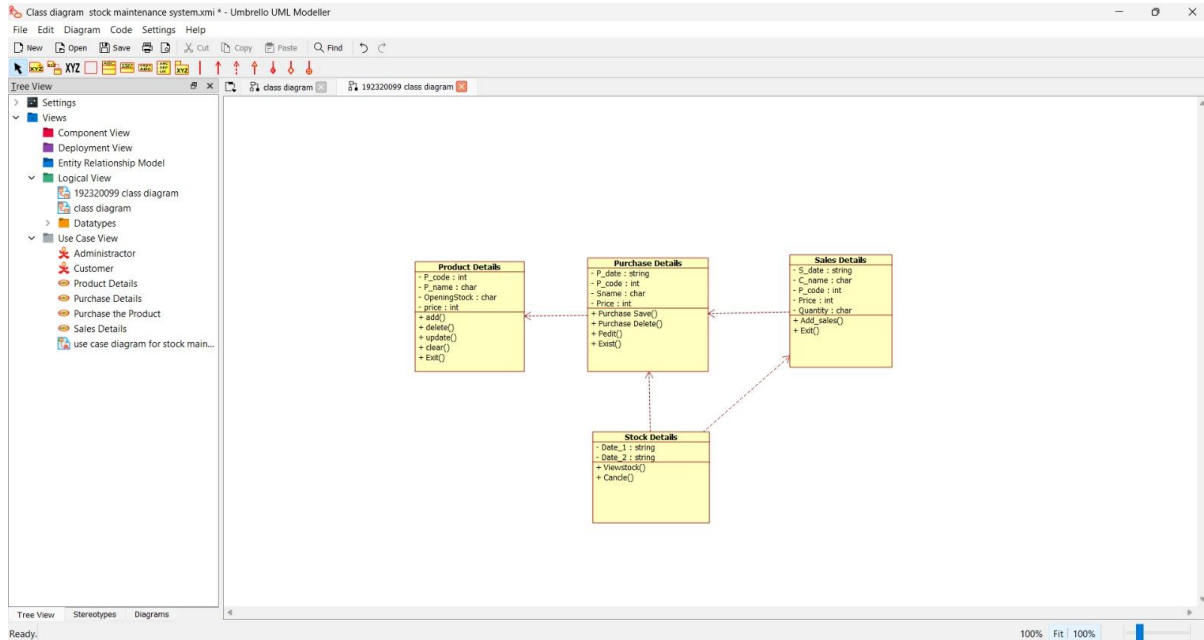 Class diagram stock maintenance system.xmi * - Umbrello UML Modeller
File Edit Diagram Code Settings Help
New Open Save Cut Copy Paste Find
XYZ
Tree View
class diagram
192320099 class diagram
Settings
Views
Component View
Deployment View
Entity Relationship Model
Logical View
192320099 class diagram
class diagram
Datatypes
Use Case View
Administractor
Customer
Product Details
Purchase Details
Purchase the Product
Sales Details
use case diagram for stock main...
Product Details
- P_code : int
- P_name : char
- OpeningStock : char
- price : int
+ add()
+ delete()
+ update()
+ clear()
+ Exit()
Purchase Details
- P_date : string
- P_code : int
- Sname : char
- Price : int
+ Purchase Save()
+ Purchase Delete()
+ Pedit()
+ Exist()
Sales Details
- S_date : string
- C_name : char
- P_code : int
- Price : int
- Quantity : char
+ Add_sales()
+ Exit()
Stock Details
- Date_1 : string
- Date_2 : string
+ Viewstock()
+ Cancle()
Tree View Stereotypes Diagrams
Ready.
100% Fit 100%